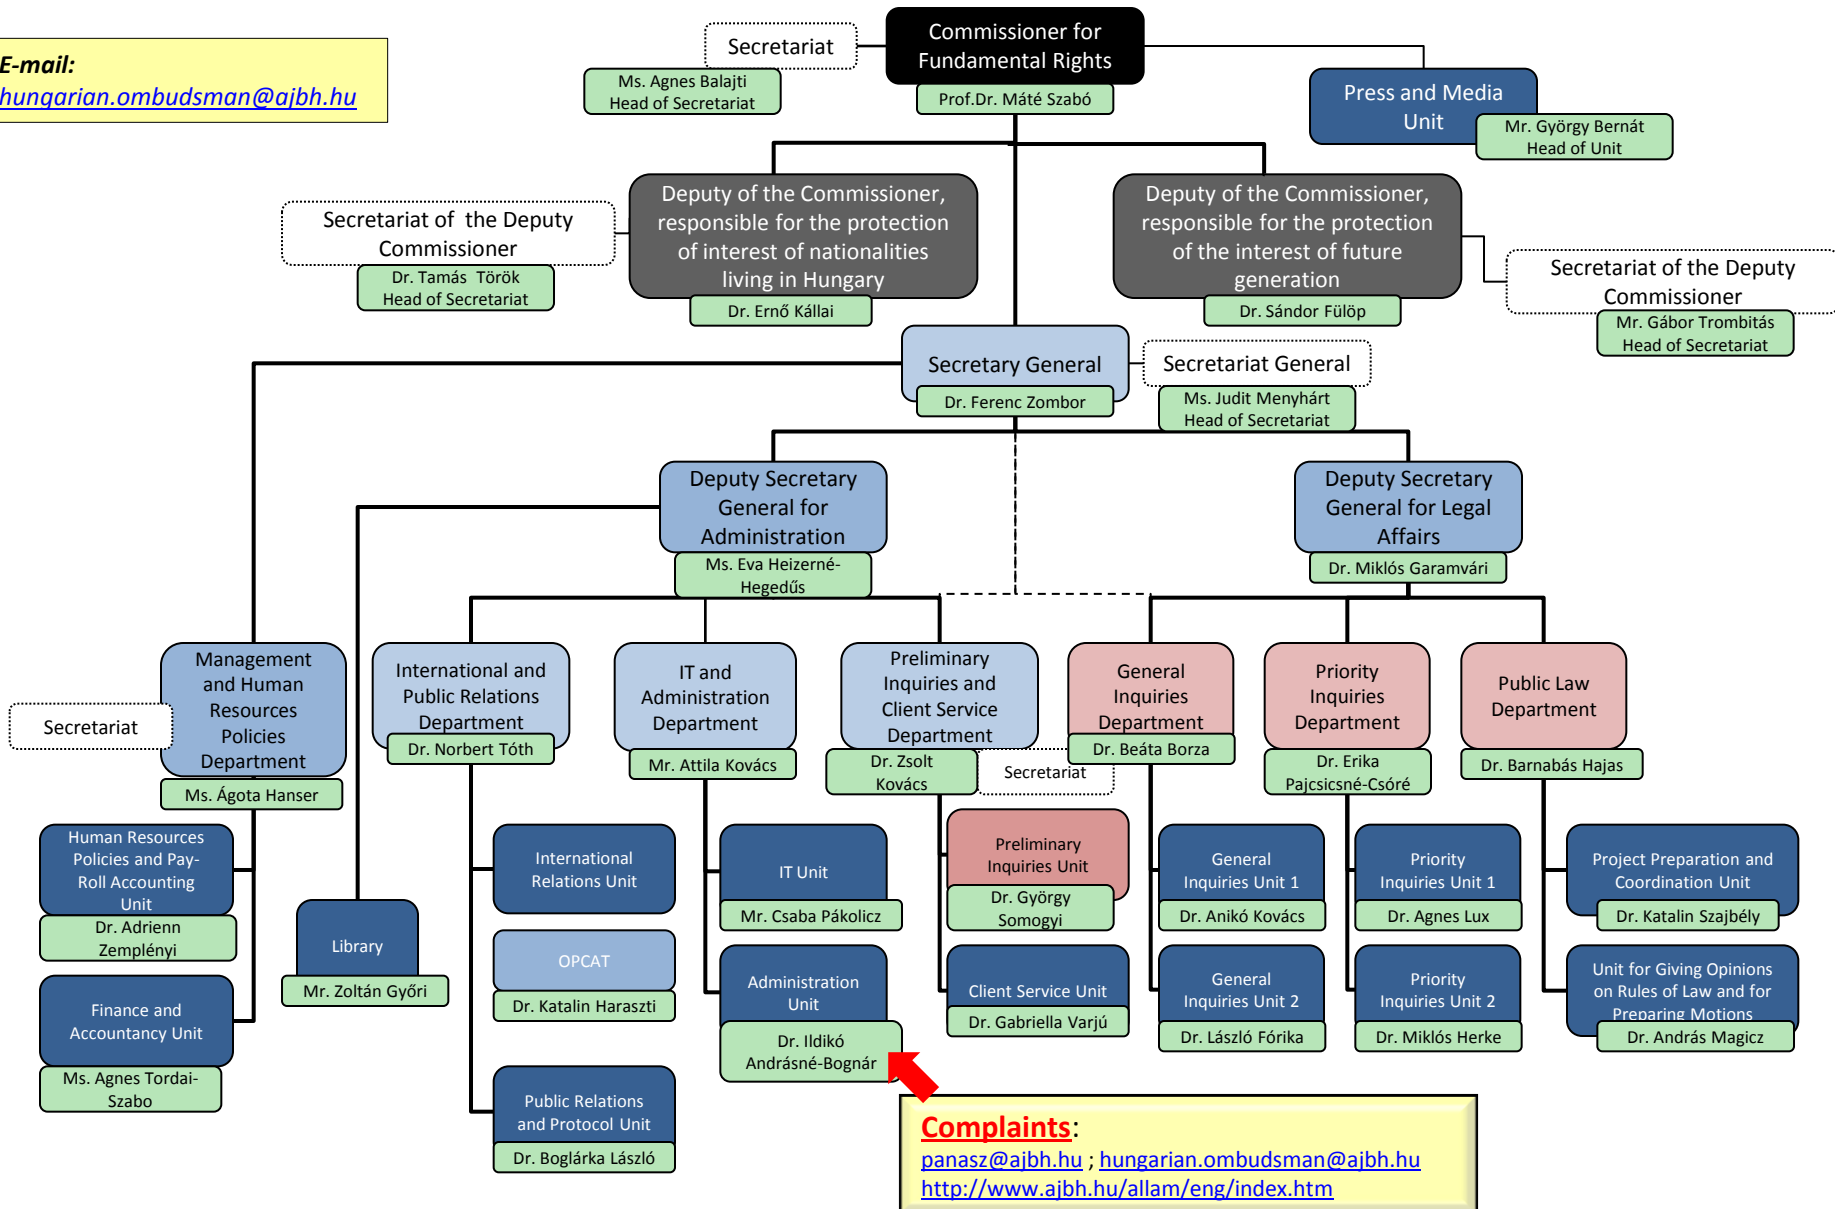 E-mail:
hungarian.ombudsman@ajbh.hu
Secretariat
Ms. Agnes Balajti
Head of Secretariat
Commissioner for
Fundamental Rights
Prof.Dr. Máté Szabó
Press and Media
Unit
Mr. György Bernát
Head of Unit
Secretariat of the Deputy
Commissioner
Dr. Tamás Török
Head of Secretariat
Deputy of the Commissioner,
responsible for the protection
of interest of nationalities
living in Hungary
Dr. Ernő Kállai
Deputy of the Commissioner,
responsible for the protection
of the interest of future
generation
Dr. Sándor Fülöp
Secretariat of the Deputy
Commissioner
Mr. Gábor Trombitás
Head of Secretariat
Secretary General
Dr. Ferenc Zombor
Secretariat General
Ms. Judit Menyhárt
Head of Secretariat
Deputy Secretary
General for
Administration
Ms. Eva Heizerné-
Hegedűs
Deputy Secretary
General for Legal
Affairs
Dr. Miklós Garamvári
Secretariat
Management
and Human
Resources
Policies
Department
Ms. Ágota Hanser
International and
Public Relations
Department
Dr. Norbert Tóth
IT and
Administration
Department
Mr. Attila Kovács
Preliminary
Inquiries and
Client Service
Department
Dr. Zsolt
Kovács
Secretariat
General
Inquiries
Department
Dr. Beáta Borza
Priority
Inquiries
Department
Dr. Erika
Pajcsicsné-Csóré
Public Law
Department
Dr. Barnabás Hajas
Human Resources
Policies and Pay-
Roll Accounting
Unit
Dr. Adrienn
Zemplényi
Finance and
Accountancy Unit
Ms. Agnes Tordai-
Szabo
Library
Mr. Zoltán Győri
International
Relations Unit
OPCAT
Dr. Katalin Haraszti
Public Relations
and Protocol Unit
Dr. Boglárka László
IT Unit
Mr. Csaba Pákolicz
Administration
Unit
Dr. Ildikó
Andrásné-Bognár
Preliminary
Inquiries Unit
Dr. György
Somogyi
Client Service Unit
Dr. Gabriella Varjú
General
Inquiries Unit 1
Dr. Anikó Kovács
General
Inquiries Unit 2
Dr. László Fórika
Priority
Inquiries Unit 1
Dr. Agnes Lux
Priority
Inquiries Unit 2
Dr. Miklós Herke
Project Preparation and
Coordination Unit
Dr. Katalin Szajbély
Unit for Giving Opinions
on Rules of Law and for
Preparing Motions
Dr. András Magicz
Complaints:
panasz@ajbh.hu ; hungarian.ombudsman@ajbh.hu
http://www.ajbh.hu/allam/eng/index.htm